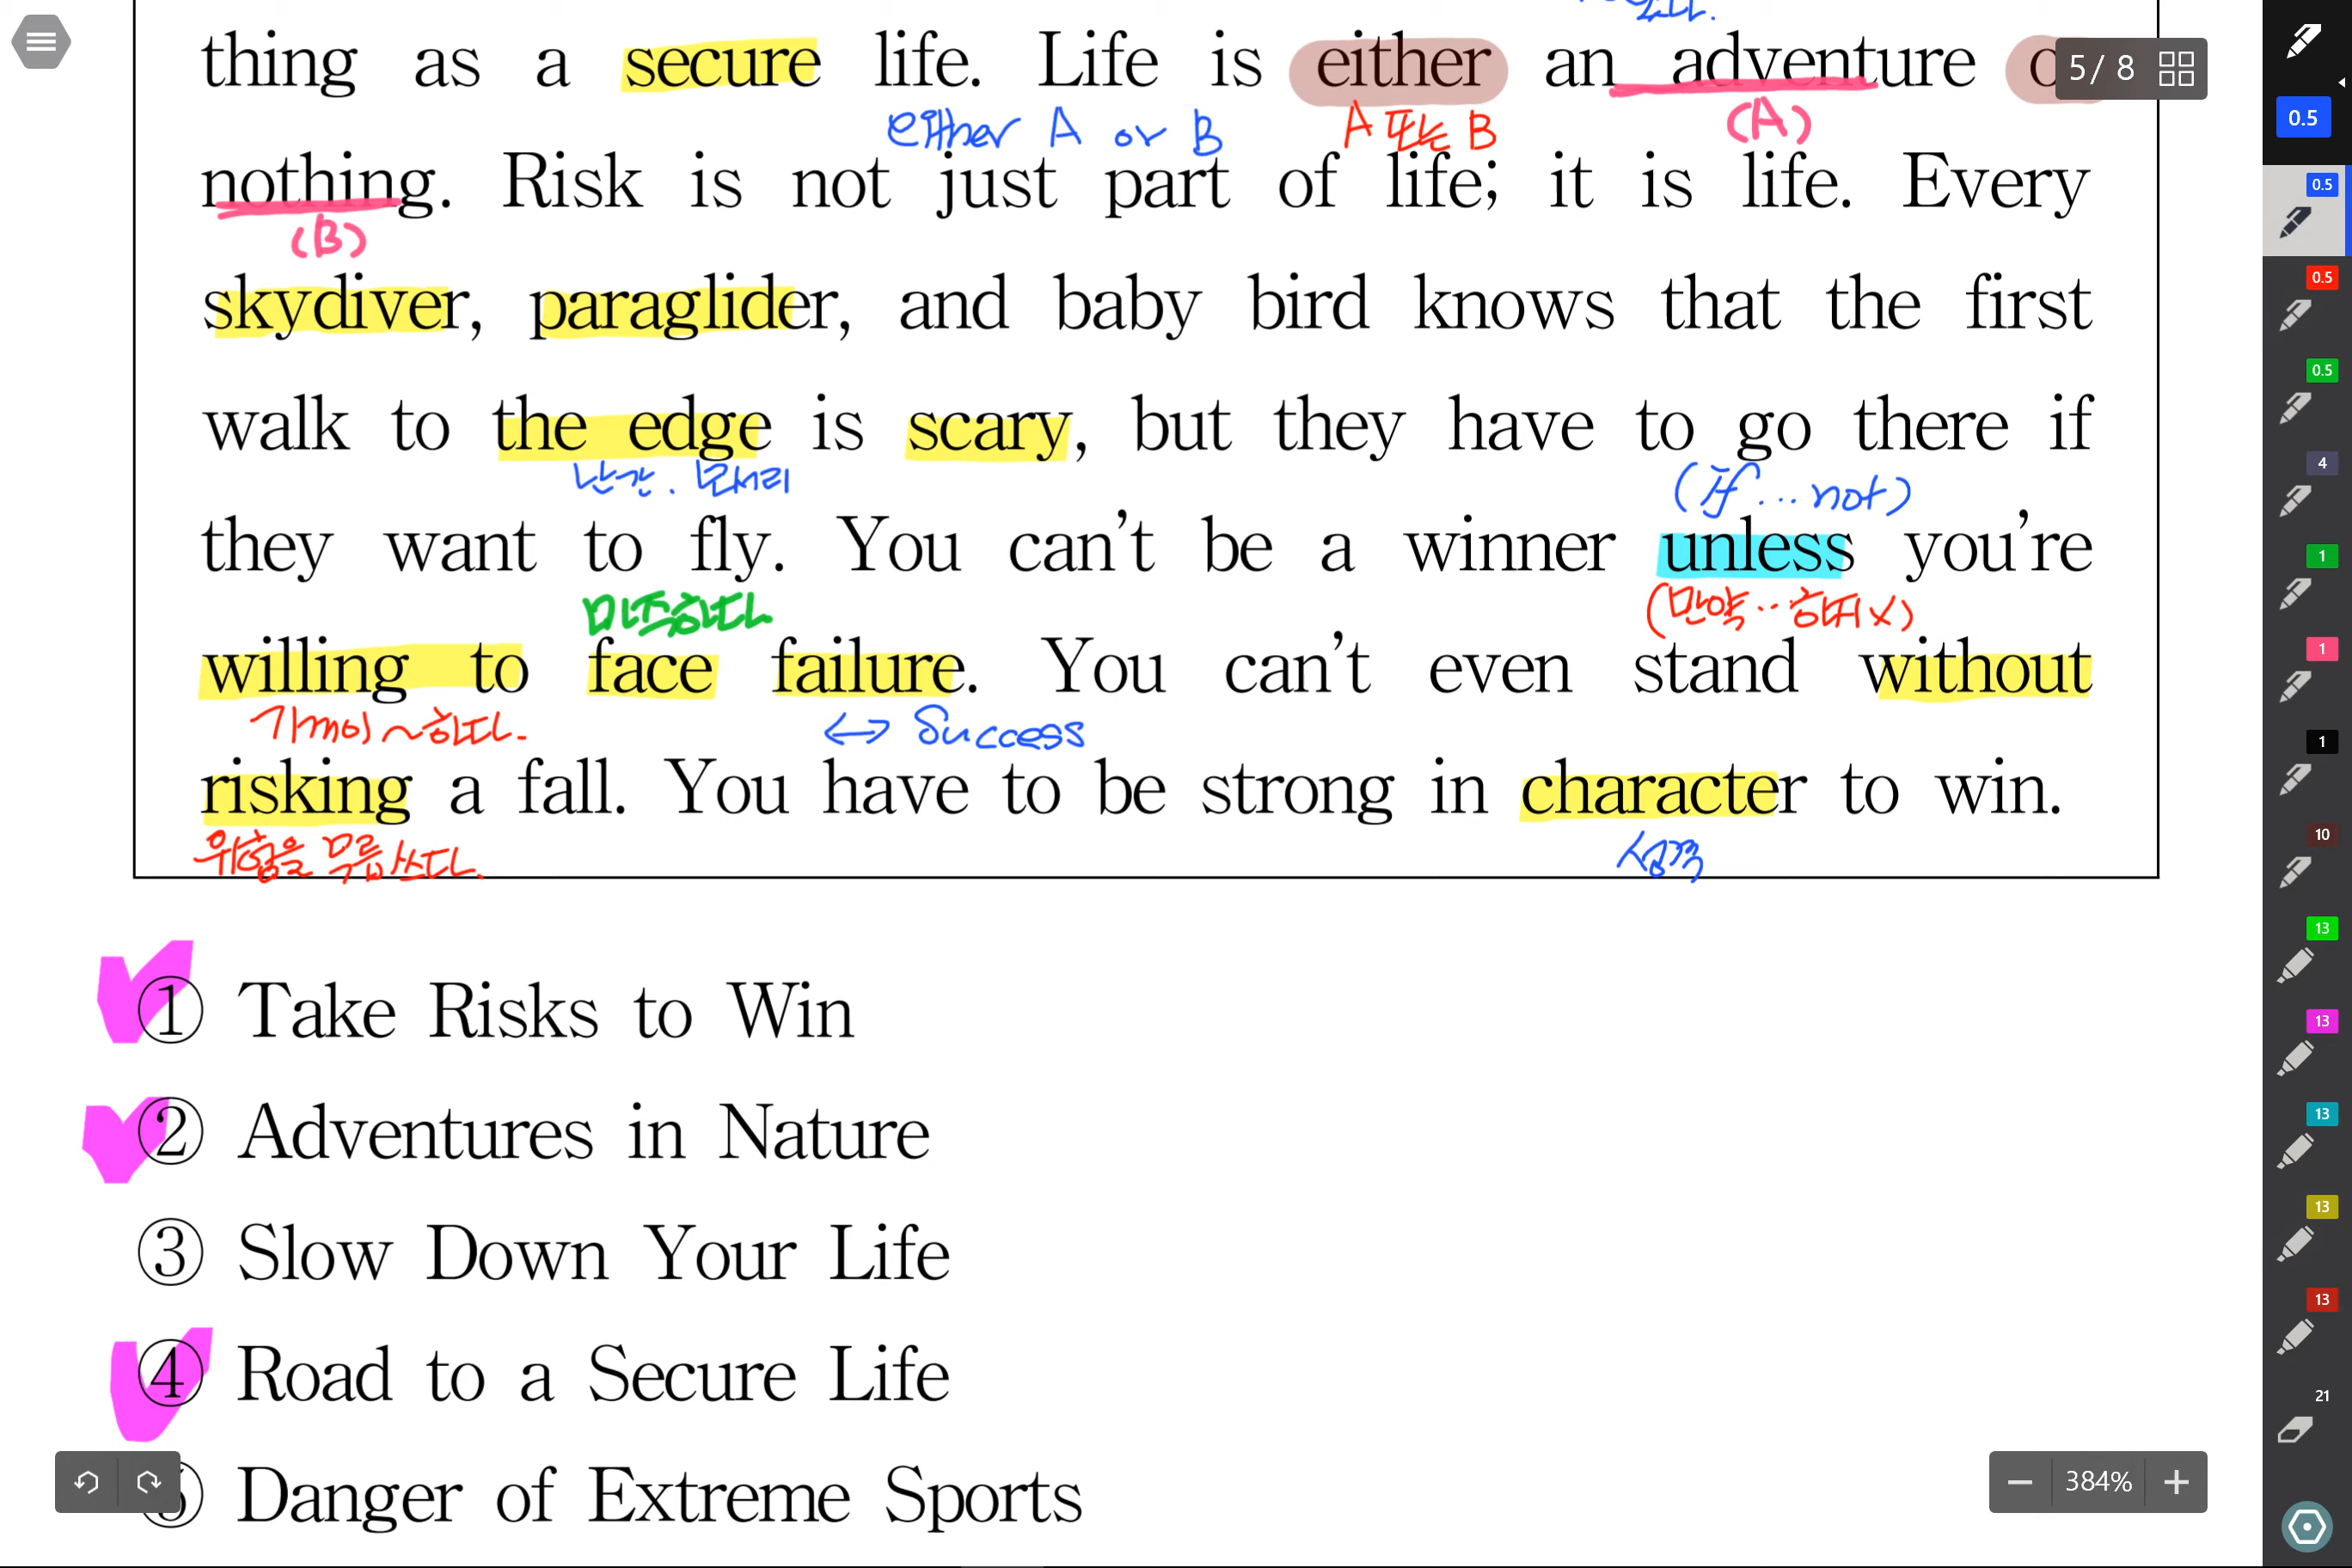 thing as a secure life. Life is either an adventure
5/ 8
0.5
either A or B
A 또는 B
(A)
nothing. Risk is not just part of life; it is life. Every
(B)
0.5
skydiver, paraglider, and baby bird knows that the first
0.5
walk to the edge is scary, but they have to go there if
0.5
난간. 모서리
(if...not)
4
they want to fly. You can't be a winner unless you're
1
미주하다
(만약..하지x)
willing to face failure. You can't even stand without
1
기꺼이~하다.
↔ Success
1
risking a fall. You have to be strong in character to win.
위험을 무릅쓰다.
성격
10
13
① Take Risks to Win
13
② Adventures in Nature
13
③ Slow Down Your Life
13
④ Road to a Secure Life
13
21
⑤ Danger of Extreme Sports
384%